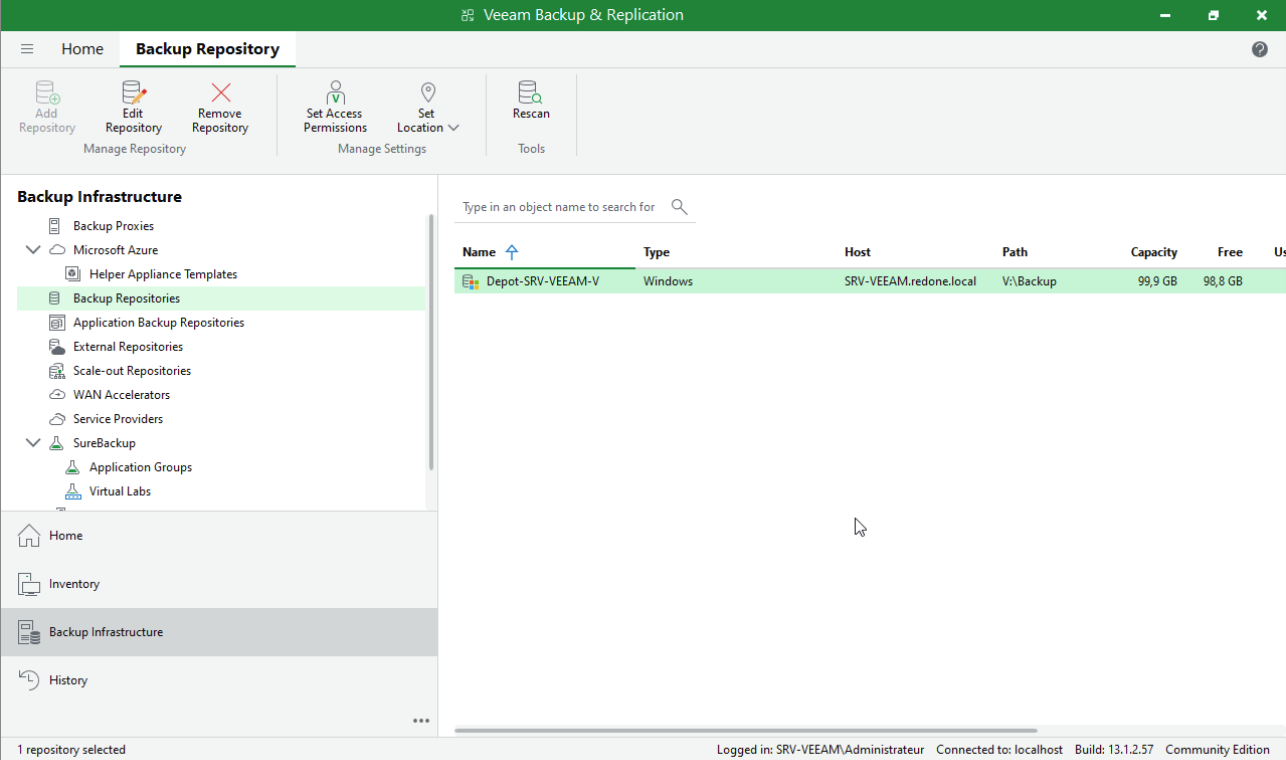 Veeam Backup & Replication
Home
Backup Repository
Add Repository
Edit Repository
Remove Repository
Manage Repository
Set Access Permissions
Set Location
Manage Settings
Rescan
Tools
Backup Infrastructure
Backup Proxies
Microsoft Azure
Helper Appliance Templates
Backup Repositories
Application Backup Repositories
External Repositories
Scale-out Repositories
WAN Accelerators
Service Providers
SureBackup
Application Groups
Virtual Labs
Home
Inventory
Backup Infrastructure
History
Type in an object name to search for
Name Type Host Path Capacity Free Us
Depot-SRV-VEEAM-V Windows SRV-VEEAM.redone.local V:\Backup 99,9 GB 98,8 GB
1 repository selected
Logged in: SRV-VEEAM\Administrateur Connected to: localhost Build: 13.1.2.57 Community Edition